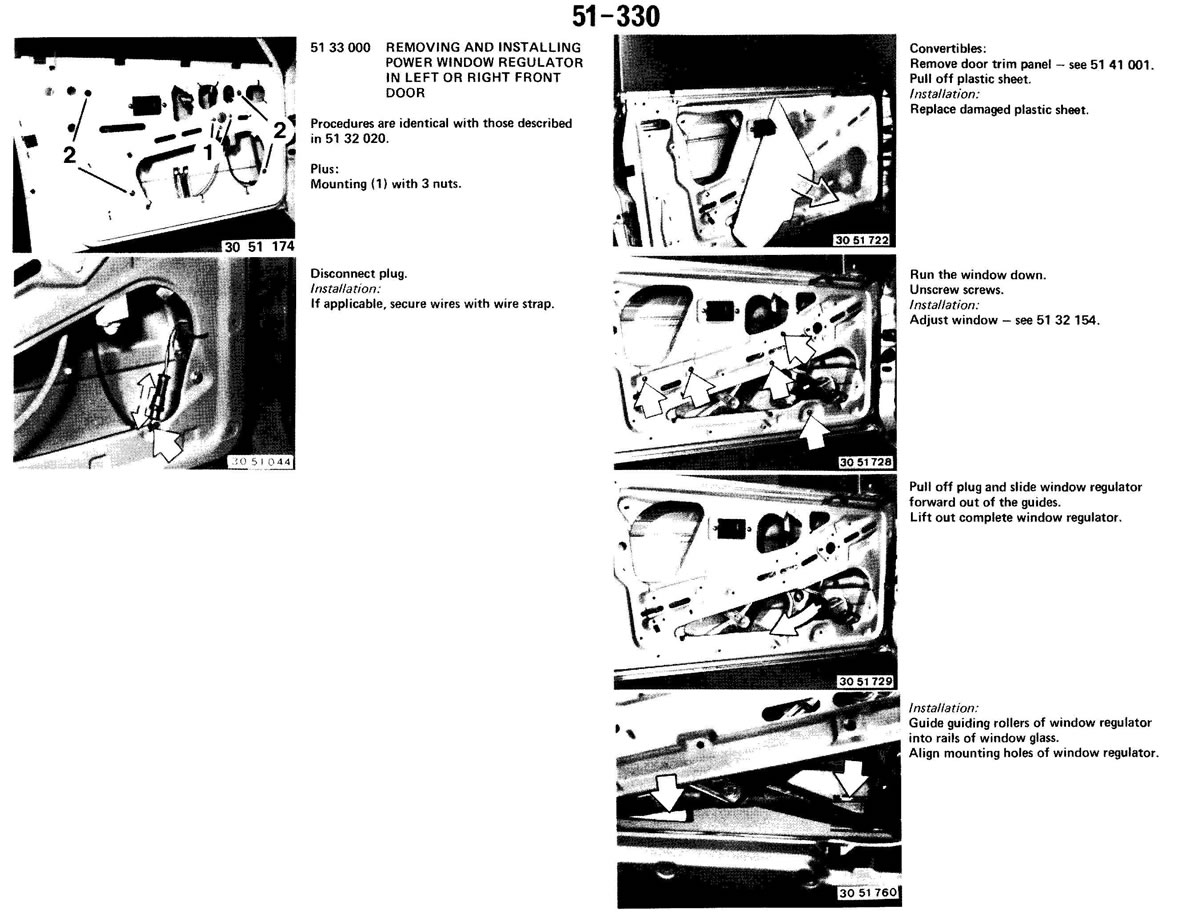 51-330
51 33 000 REMOVING AND INSTALLING
POWER WINDOW REGULATOR
IN LEFT OR RIGHT FRONT
DOOR
Procedures are identical with those described
in 51 32 020.
Plus:
Mounting (1) with 3 nuts.
2
1
2
30 51 174
Disconnect plug.
Installation:
If applicable, secure wires with wire strap.
30 51 044
Convertibles:
Remove door trim panel – see 51 41 001.
Pull off plastic sheet.
Installation:
Replace damaged plastic sheet.
30 51 722
Run the window down.
Unscrew screws.
Installation:
Adjust window – see 51 32 154.
30 51 728
Pull off plug and slide window regulator
forward out of the guides.
Lift out complete window regulator.
30 51 729
Installation:
Guide guiding rollers of window regulator
into rails of window glass.
Align mounting holes of window regulator.
30 51 760